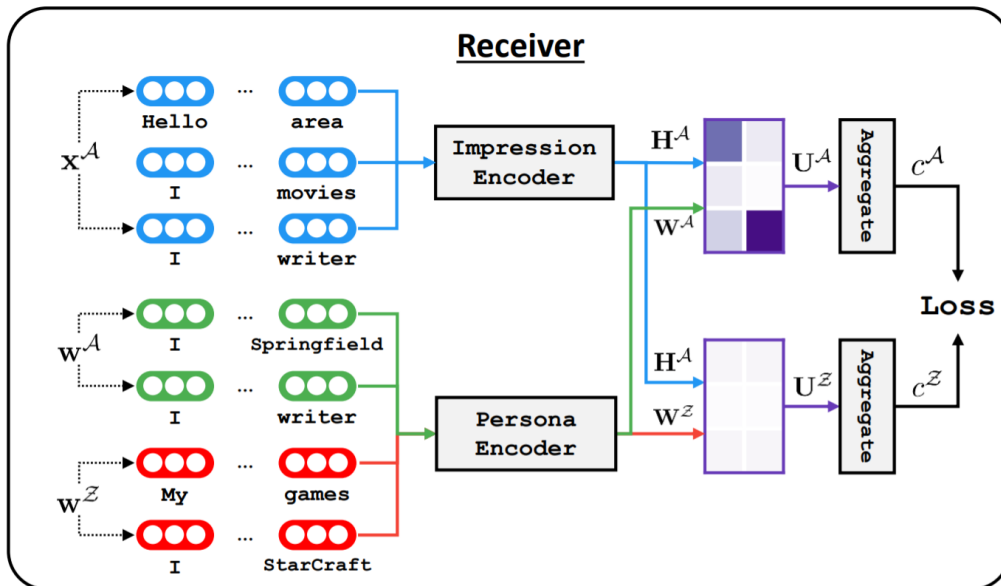 Receiver
Hello ... area
x^𝒜
I ... movies
I ... writer
I ... Springfield
w^𝒜
I ... writer
My ... games
w^𝒵
I ... StarCraft
Impression
Encoder
Persona
Encoder
H^𝒜
W^𝒜
U^𝒜
Aggregate
c^𝒜
H^𝒜
W^𝒵
U^𝒵
Aggregate
c^𝒵
Loss